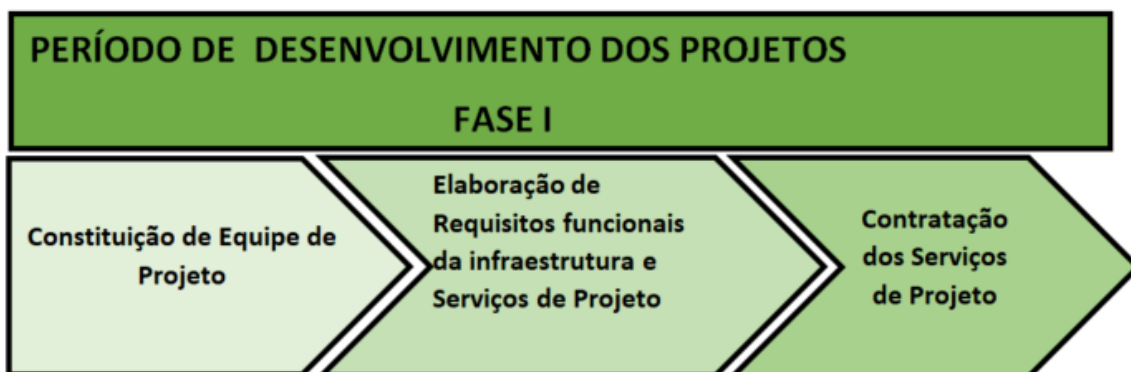 PERÍODO DE DESENVOLVIMENTO DOS PROJETOS
FASE I
Constituição de Equipe de
Projeto
Elaboração de
Requisitos funcionais
da infraestrutura e
Serviços de Projeto
Contratação
dos Serviços
de Projeto